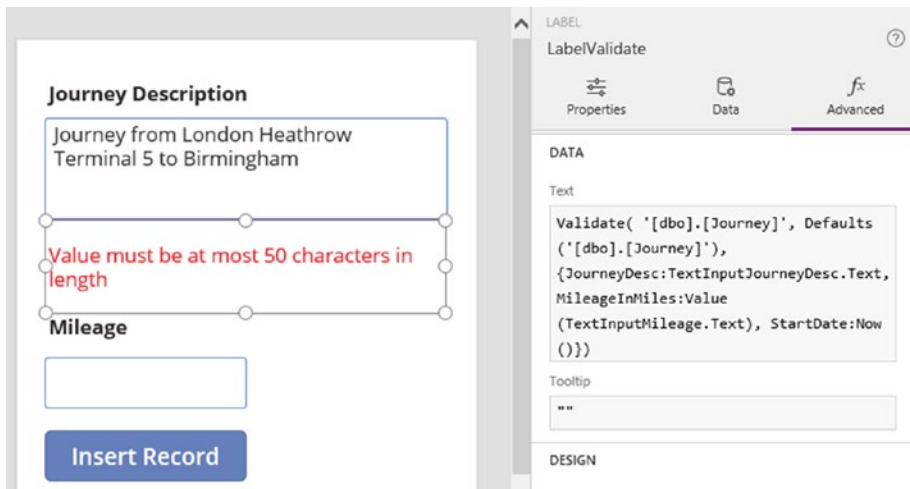 Journey Description
Journey from London Heathrow
Terminal 5 to Birmingham
Value must be at most 50 characters in
length
Mileage
Insert Record
LABEL
LabelValidate
Properties
Data
fx
Advanced
DATA
Text
Validate( '[dbo].[Journey]', Defaults
('[dbo].[Journey]'),
{JourneyDesc:TextInputJourneyDesc.Text,
MileageInMiles:Value
(TextInputMileage.Text), StartDate:Now
()})
Tooltip
""
DESIGN